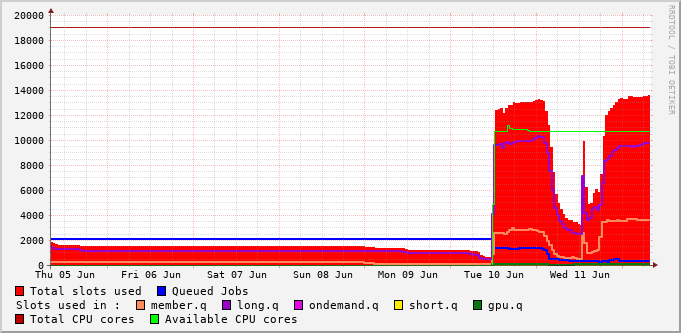 20000
18000
16000
14000
12000
10000
8000
6000
4000
2000
0
Thu 05 Jun Fri 06 Jun Sat 07 Jun Sun 08 Jun Mon 09 Jun Tue 10 Jun Wed 11 Jun
Total slots used Queued Jobs
Slots used in : member.q long.q ondemand.q short.q gpu.q
Total CPU cores Available CPU cores
RRDTOOL / TOBI OETIKER